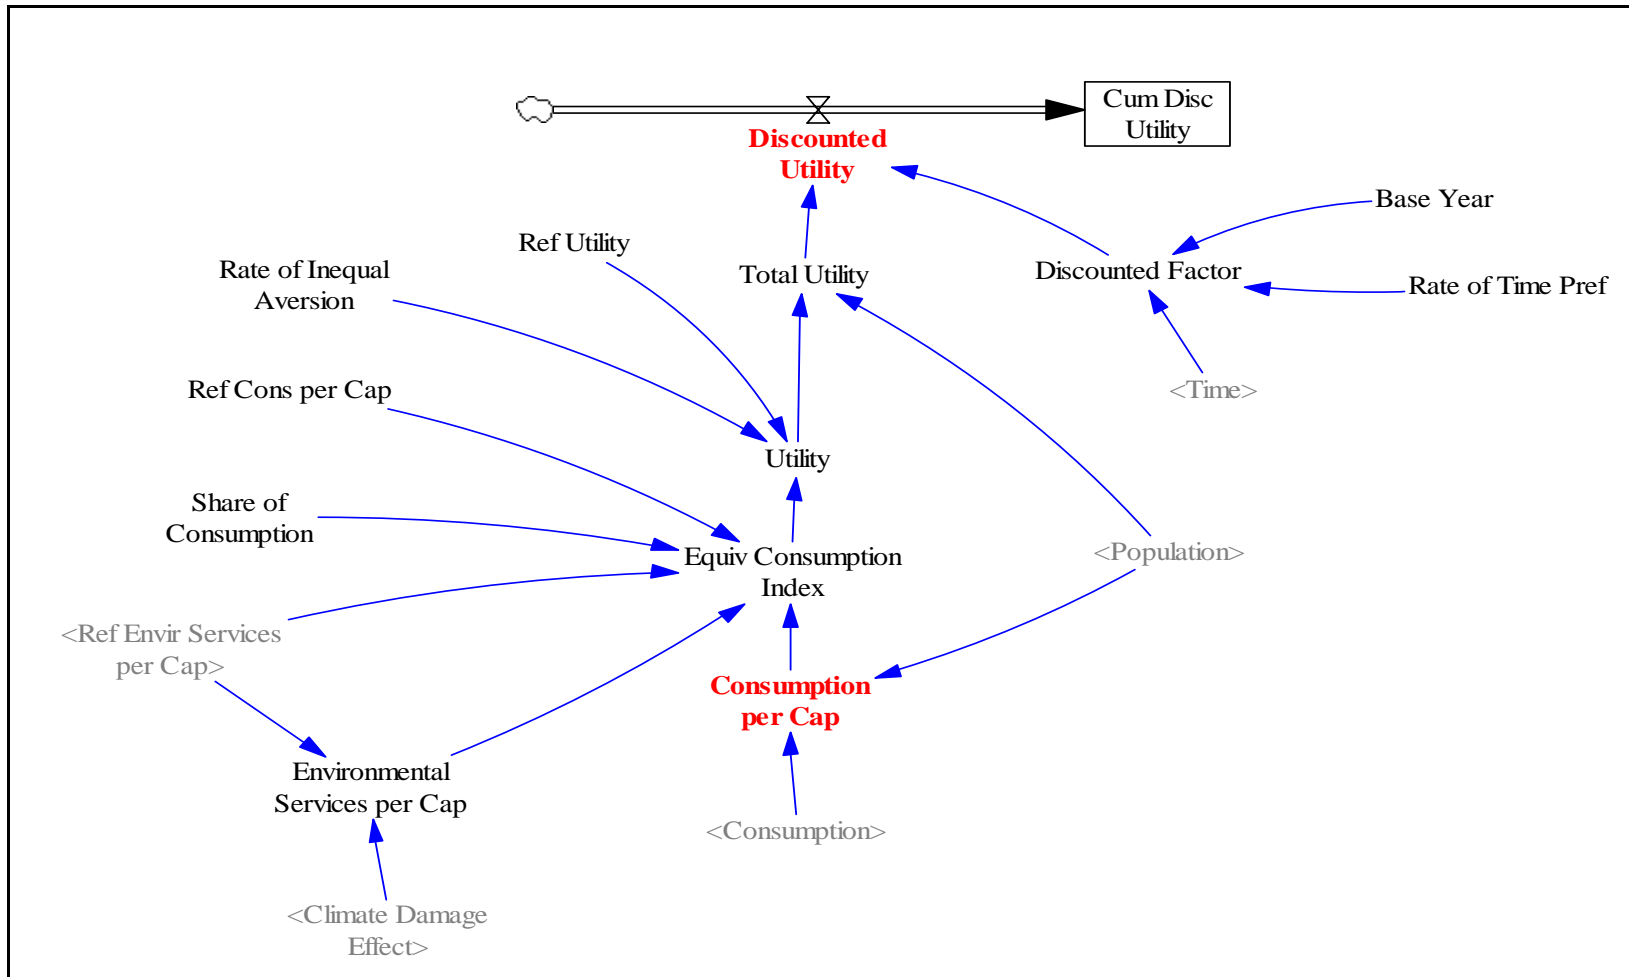 Cum Disc
Utility
Discounted
Utility
Base Year
Ref Utility
Rate of Inequal
Aversion
Total Utility
Discounted Factor
Rate of Time Pref
Ref Cons per Cap
<Time>
Utility
Share of
Consumption
Equiv Consumption
Index
<Population>
<Ref Envir Services
per Cap>
Consumption
per Cap
Environmental
Services per Cap
<Consumption>
<Climate Damage
Effect>